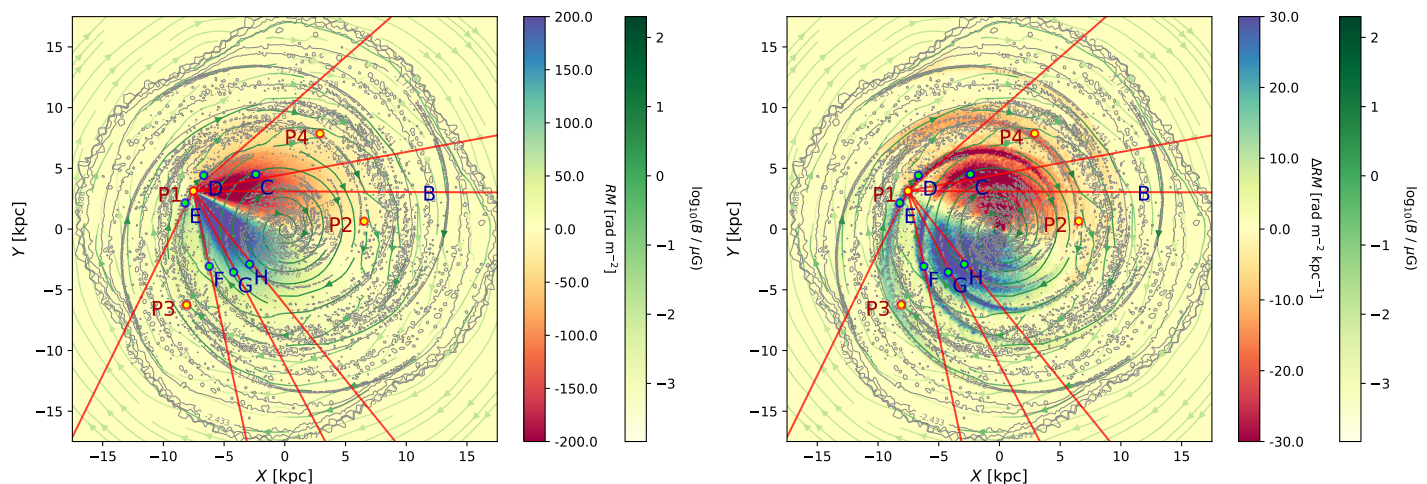 200.0
150.0
100.0
50.0
0.0
-50.0
-100.0
-150.0
-200.0
RM [rad m⁻²]
2
1
0
−1
−2
−3
log₁₀(B / μG)
15
10
5
0
−5
−10
−15
Y [kpc]
−15
−10
−5
0
5
10
15
X [kpc]
P4
D
C
P1
B
E
P2
F
H
G
P3
30.0
20.0
10.0
0.0
-10.0
-20.0
-30.0
ΔRM [rad m⁻² kpc⁻¹]
2
1
0
−1
−2
−3
log₁₀(B / μG)
15
10
5
0
−5
−10
−15
Y [kpc]
−15
−10
−5
0
5
10
15
X [kpc]
P4
D
C
P1
B
E
P2
F
H
G
P3